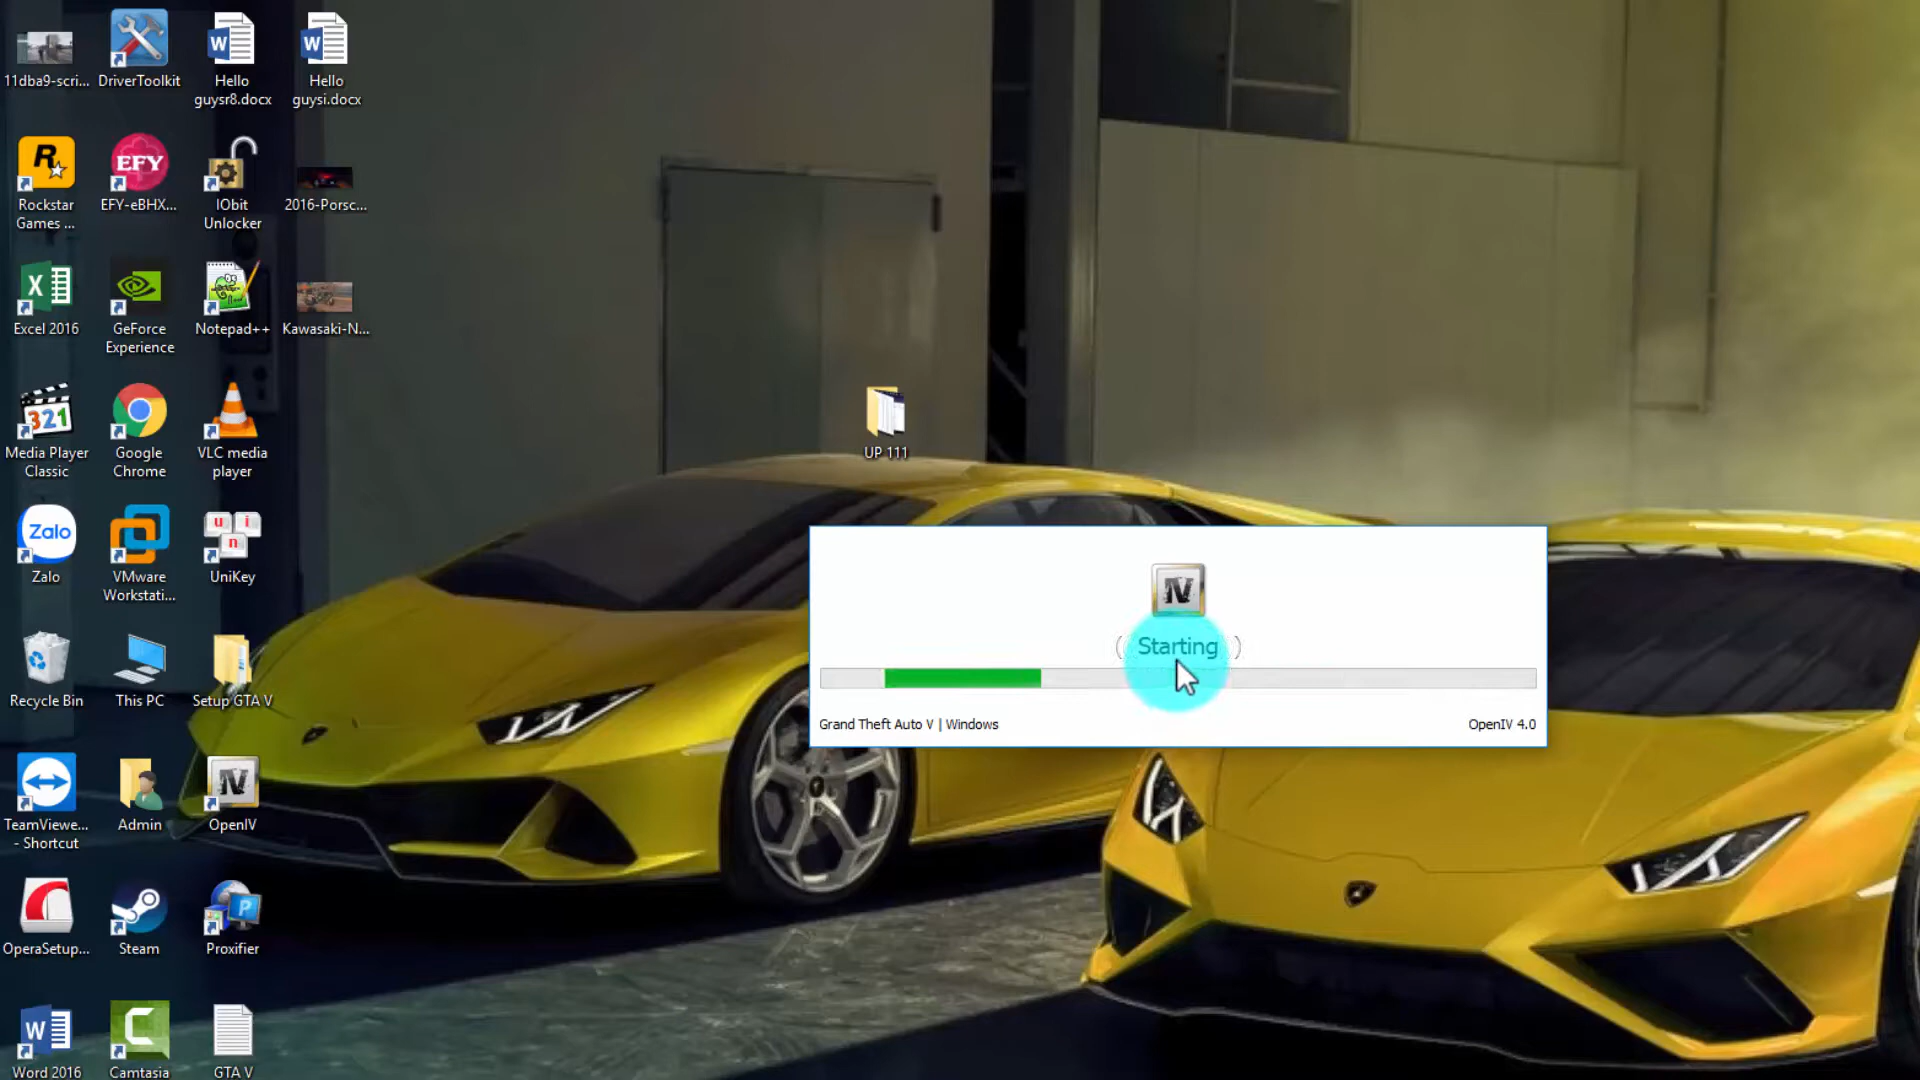 11dba9-scri...
DriverToolkit
Hello
guysr8.docx
Hello
guysi.docx
Rockstar
Games ...
EFY
EFY-eBHX...
IObit
Unlocker
2016-Porsc...
Excel 2016
GeForce
Experience
Notepad++
Kawasaki-N...
321
Media Player
Classic
Google
Chrome
VLC media
player
UP 111
Zalo
Zalo
VMware
Workstati...
u i
n
UniKey
Recycle Bin
This PC
Setup GTA V
IV
( Starting )
Grand Theft Auto V | Windows
OpenIV 4.0
TeamViewe...
- Shortcut
Admin
IV
OpenIV
OperaSetup...
Steam
P
Proxifier
Word 2016
Camtasia
GTA V